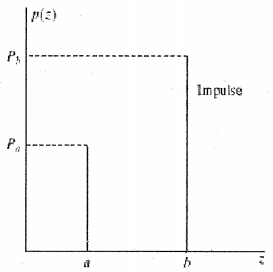 p(z)
P_b
Impulse
P_a
a b z